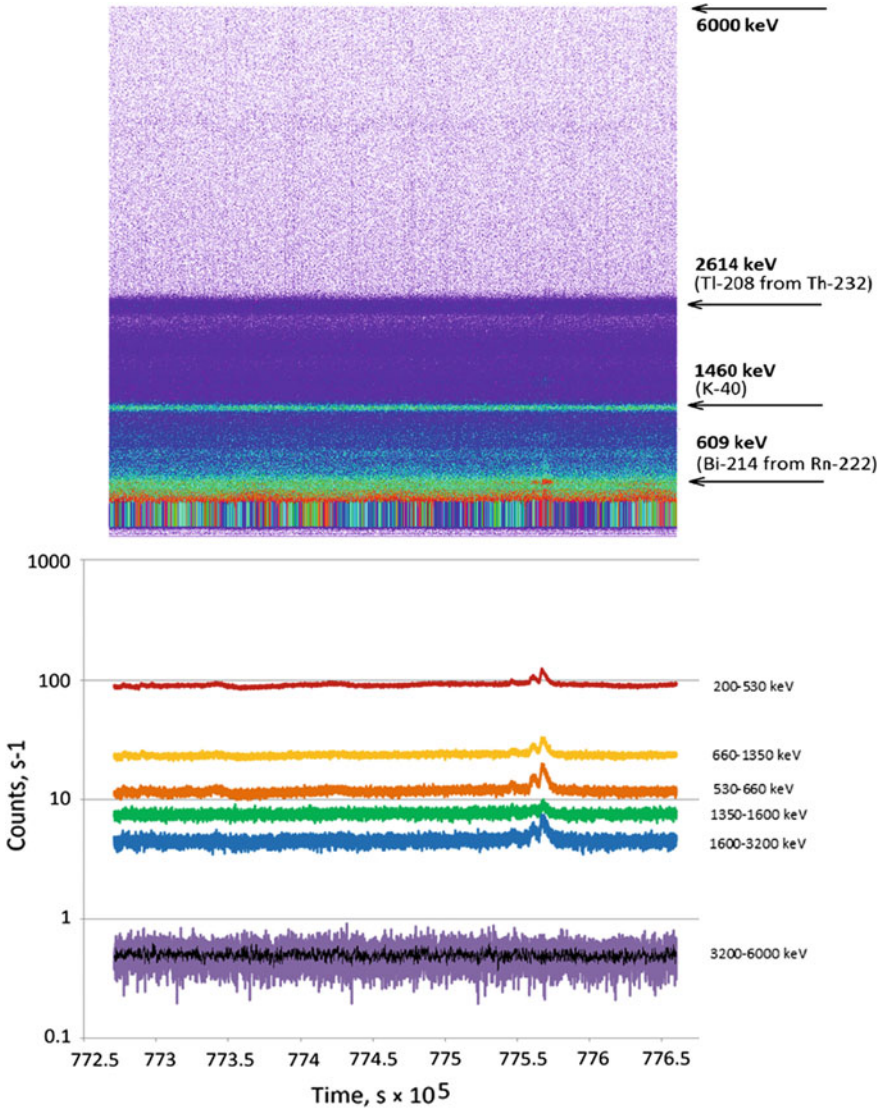 6000 keV
2614 keV
(Tl-208 from Th-232)
1460 keV
(K-40)
609 keV
(Bi-214 from Rn-222)
1000
100
10
1
0.1
Counts, s-1
200-530 keV
660-1350 keV
530-660 keV
1350-1600 keV
1600-3200 keV
3200-6000 keV
772.5 773 773.5 774 774.5 775 775.5 776 776.5
Time, s × 10⁵